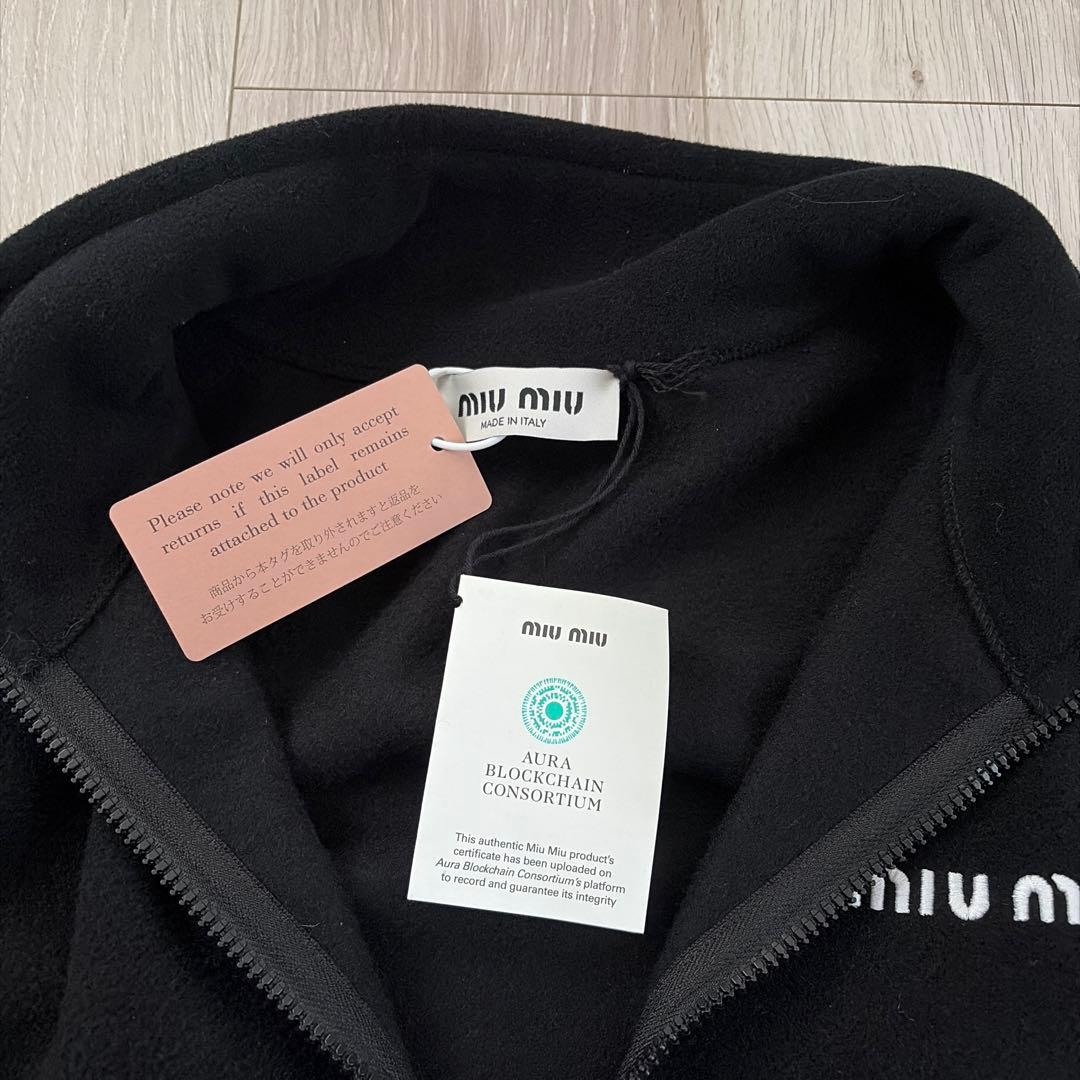 Please note we will only accept
returns if this label remains
attached to the product
商品から本タグを取り外されますと返品を
お受けすることができませんのでご注意ください
miu miu
MADE IN ITALY
miu miu
AURA
BLOCKCHAIN
CONSORTIUM
This authentic Miu Miu product's
certificate has been uploaded on
Aura Blockchain Consortium's platform
to record and guarantee its integrity
miu m